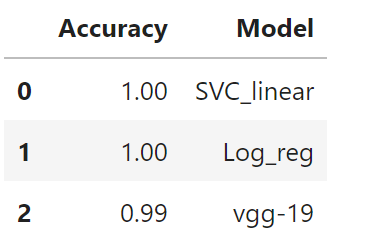 Accuracy Model
0 1.00 SVC_linear
1 1.00 Log_reg
2 0.99 vgg-19